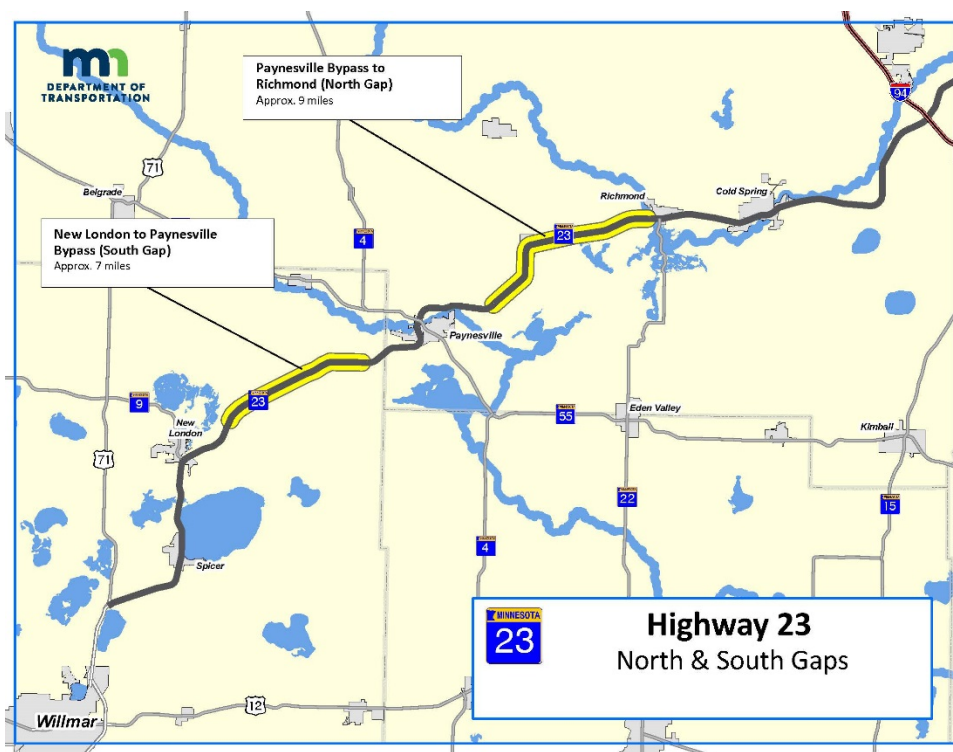 DEPARTMENT OF
TRANSPORTATION
Paynesville Bypass to
Richmond (North Gap)
Approx. 9 miles
94
71
Belgrade
Richmond
Cold Spring
New London to Paynesville
Bypass (South Gap)
Approx. 7 miles
4
23
Paynesville
9
23
New
London
55
Eden Valley
Kimball
71
22
15
4
Spicer
MINNESOTA
23
Highway 23
North & South Gaps
12
Willmar